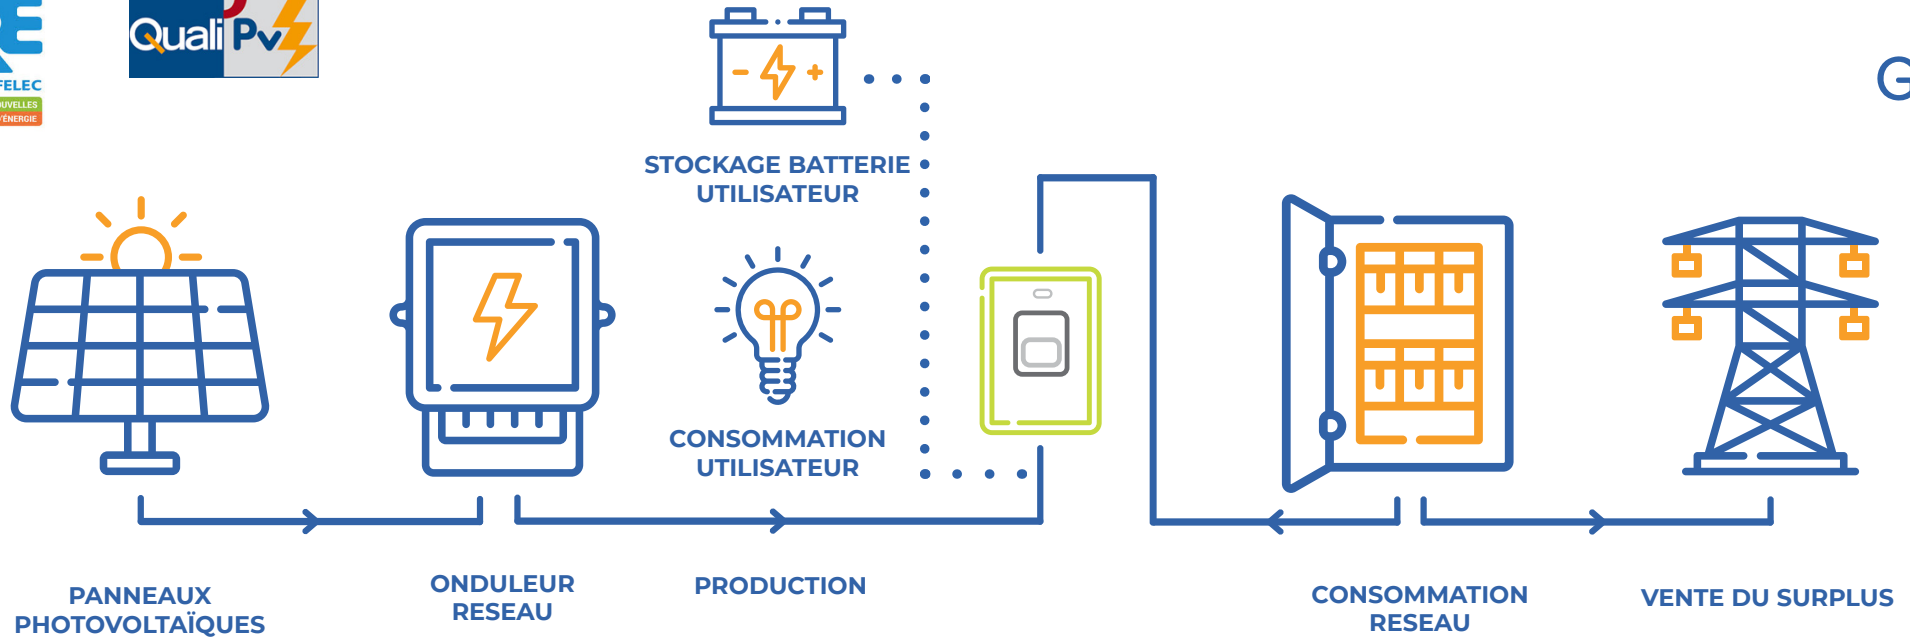 Quali Pv
FELEC
STOCKAGE BATTERIE
UTILISATEUR
CONSOMMATION
UTILISATEUR
PANNEAUX
PHOTOVOLTAÏQUES
ONDULEUR
RESEAU
PRODUCTION
CONSOMMATION
RESEAU
VENTE DU SURPLUS